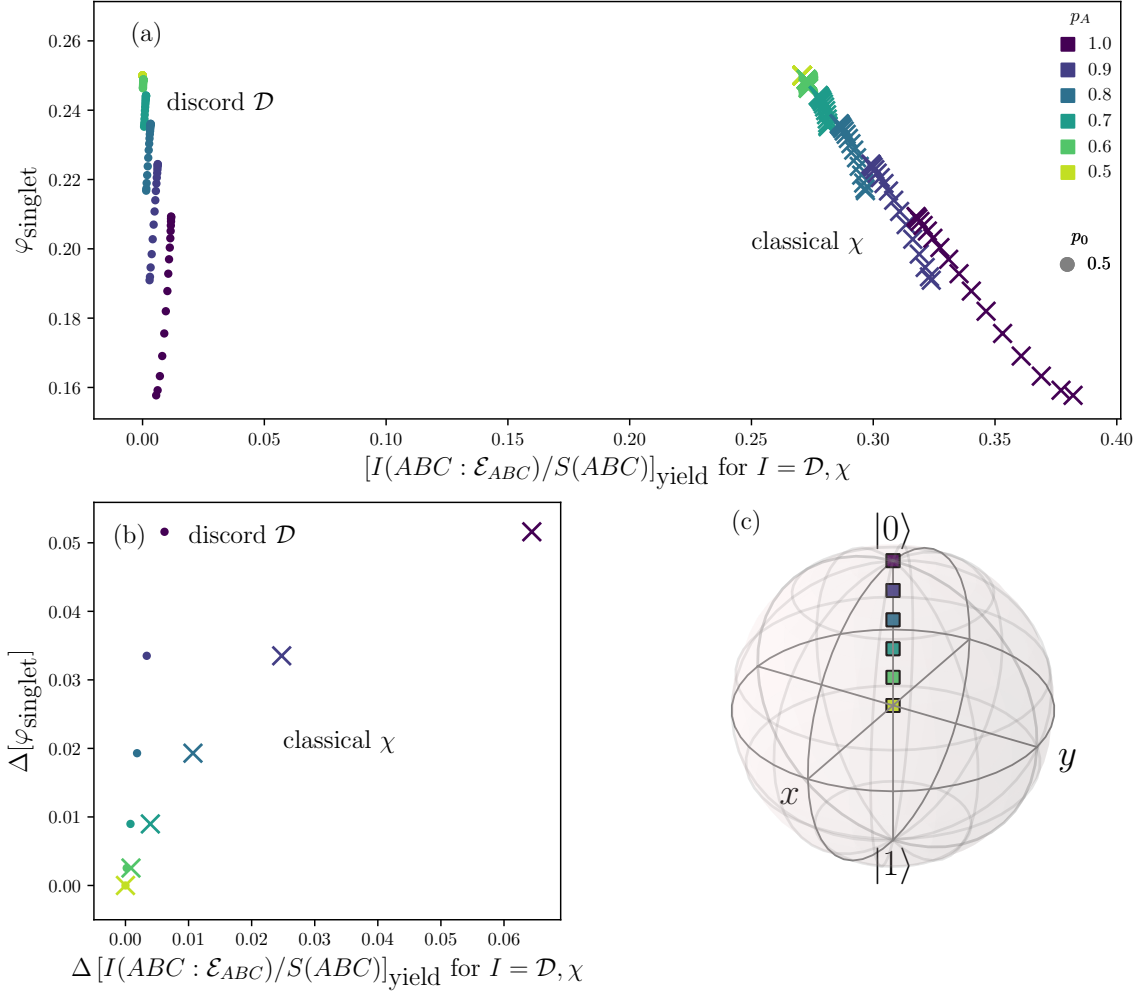 (a)
discord 𝒟
classical χ
p_A
1.0
0.9
0.8
0.7
0.6
0.5
p_0
0.5
φ_singlet
0.26
0.24
0.22
0.20
0.18
0.16
0.00 0.05 0.10 0.15 0.20 0.25 0.30 0.35 0.40
[I(ABC : ℰ_ABC)/S(ABC)]_yield for I = 𝒟, χ
(b)
discord 𝒟
classical χ
Δ[φ_singlet]
0.05
0.04
0.03
0.02
0.01
0.00
0.00 0.01 0.02 0.03 0.04 0.05 0.06
Δ [I(ABC : ℰ_ABC)/S(ABC)]_yield for I = 𝒟, χ
(c)
|0⟩
x
y
|1⟩